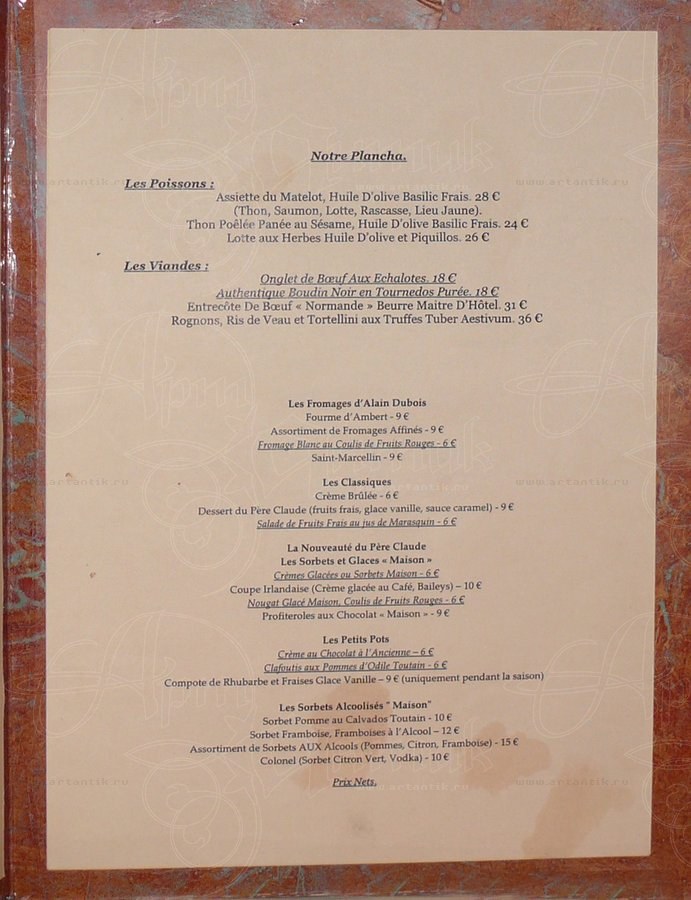 Notre Plancha.
Les Poissons :
Assiette du Matelot, Huile D'olive Basilic Frais. 28 €
(Thon, Saumon, Lotte, Rascasse, Lieu Jaune).
Thon Poêlée Panée au Sésame, Huile D'olive Basilic Frais. 24 €
Lotte aux Herbes Huile D'olive et Piquillos. 26 €
Les Viandes :
Onglet de Bœuf Aux Echalotes. 18 €
Authentique Boudin Noir en Tournedos Purée. 18 €
Entrecôte De Bœuf « Normande » Beurre Maitre D'Hôtel. 31 €
Rognons, Ris de Veau et Tortellini aux Truffes Tuber Aestivum. 36 €
Les Fromages d'Alain Dubois
Fourme d'Ambert - 9 €
Assortiment de Fromages Affinés - 9 €
Fromage Blanc au Coulis de Fruits Rouges - 6 €
Saint-Marcellin - 9 €
Les Classiques
Crème Brûlée - 6 €
Dessert du Père Claude (fruits frais, glace vanille, sauce caramel) - 9 €
Salade de Fruits Frais au jus de Marasquin - 6 €
La Nouveauté du Père Claude
Les Sorbets et Glaces « Maison »
Crèmes Glacées ou Sorbets Maison - 6 €
Coupe Irlandaise (Crème glacée au Café, Baileys) – 10 €
Nougat Glacé Maison, Coulis de Fruits Rouges - 6 €
Profiteroles aux Chocolat « Maison » - 9 €
Les Petits Pots
Crème au Chocolat à l'Ancienne – 6 €
Clafoutis aux Pommes d'Odile Toutain - 6 €
Compote de Rhubarbe et Fraises Glace Vanille – 9 € (uniquement pendant la saison)
Les Sorbets Alcoolisés " Maison"
Sorbet Pomme au Calvados Toutain - 10 €
Sorbet Framboise, Framboises à l'Alcool – 12 €
Assortiment de Sorbets AUX Alcools (Pommes, Citron, Framboise) - 15 €
Colonel (Sorbet Citron Vert, Vodka) - 10 €
Prix Nets.
www.artantik.ru